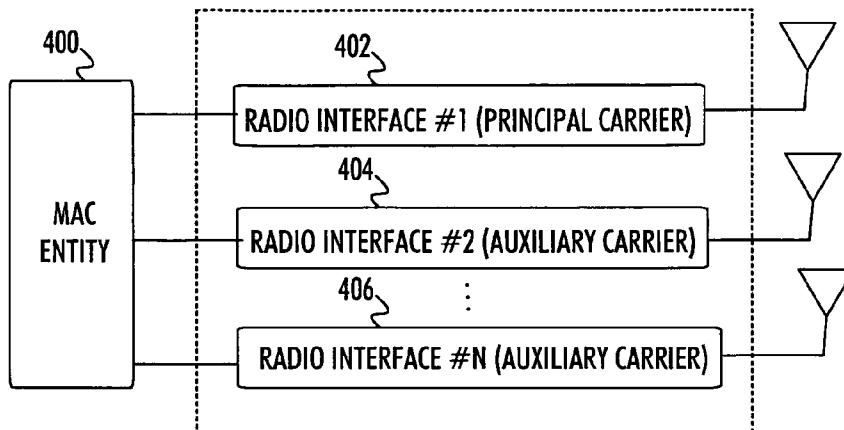 400
402
RADIO INTERFACE #1 (PRINCIPAL CARRIER)
404
MAC
ENTITY
RADIO INTERFACE #2 (AUXILIARY CARRIER)
⋮
406
RADIO INTERFACE #N (AUXILIARY CARRIER)